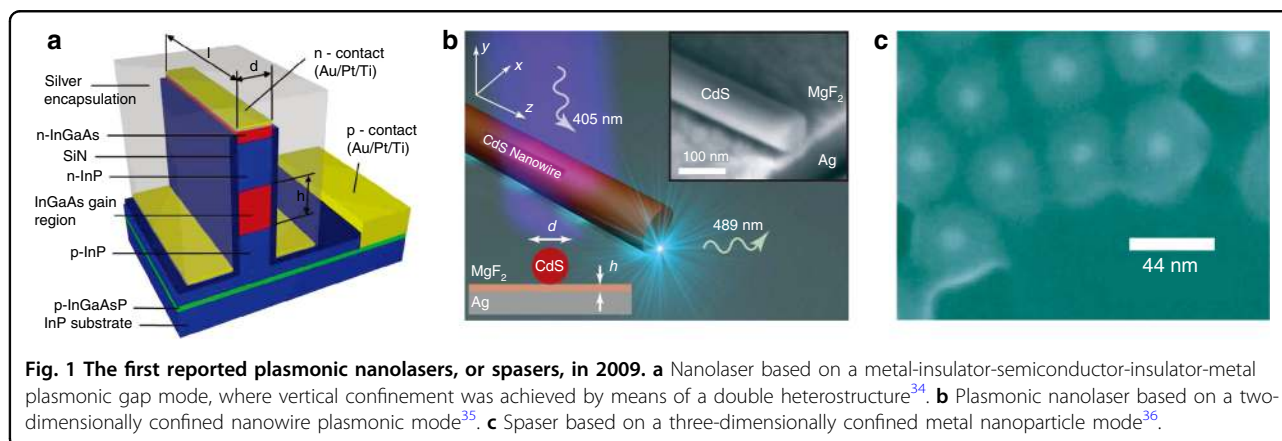 a
l
d
n - contact
(Au/Pt/Ti)
Silver
encapsulation
p - contact
(Au/Pt/Ti)
n-InGaAs
SiN
n-InP
h
InGaAs gain
region
p-InP
p-InGaAsP
InP substrate
b
y
x
z
405 nm
CdS Nanowire
CdS
MgF2
Ag
100 nm
489 nm
d
CdS
h
MgF2
Ag
c
44 nm
Fig. 1 The first reported plasmonic nanolasers, or spasers, in 2009. a Nanolaser based on a metal-insulator-semiconductor-insulator-metal
plasmonic gap mode, where vertical confinement was achieved by means of a double heterostructure34. b Plasmonic nanolaser based on a two-
dimensionally confined nanowire plasmonic mode35. c Spaser based on a three-dimensionally confined metal nanoparticle mode36.